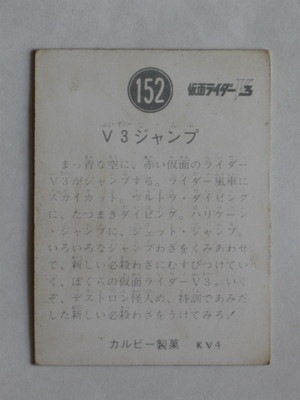 152
仮面ライダーV3
V3ジャンプ
まっ青な空に、赤い仮面のライダー
V3がジャンプする。ライダー風車に
スカイカット。ウルトラ・ダイビング
に、たつまきダイビング。ハリケーン
・ジャンプに、ジェット・ジャンプ。
いろいろなジャンプわざをくみあわせ
て、新しい必殺わざにむすびつけてい
く、ぼくらの仮面ライダーV3。いく
ぞ、デストロン怪人め、特訓であみだ
した新しい必殺わざをうけてみろ！
カルビー製菓 KV4